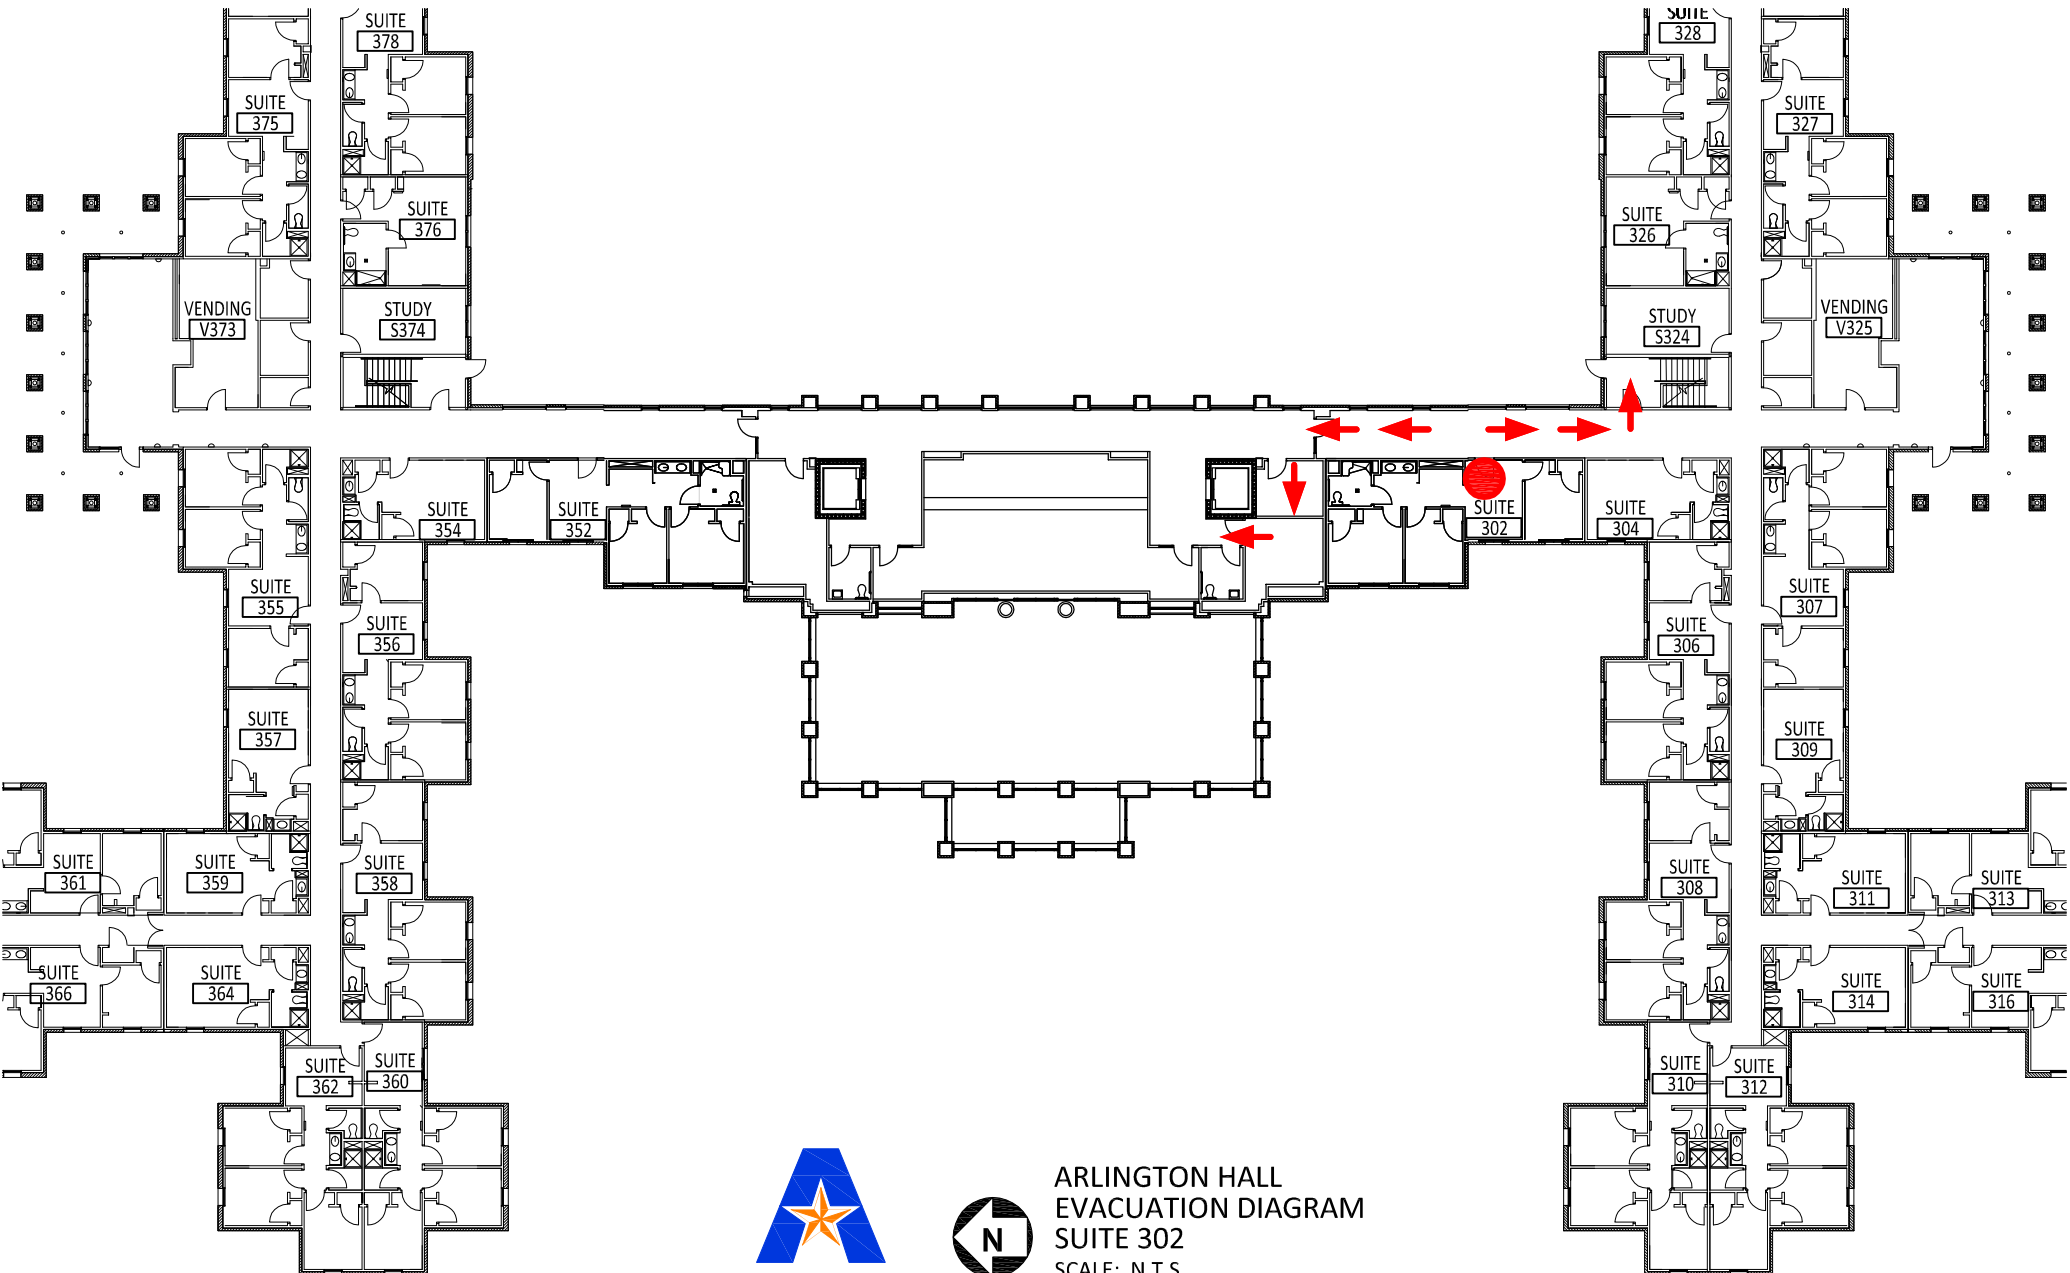 SUITE
378
SUITE
328
SUITE
375
SUITE
327
SUITE
376
SUITE
326
VENDING
V373
STUDY
S374
STUDY
S324
VENDING
V325
SUITE
354
SUITE
352
SUITE
302
SUITE
304
SUITE
355
SUITE
356
SUITE
306
SUITE
307
SUITE
357
SUITE
309
SUITE
361
SUITE
359
SUITE
358
SUITE
308
SUITE
311
SUITE
313
SUITE
366
SUITE
364
SUITE
314
SUITE
316
SUITE
362
SUITE
360
SUITE
310
SUITE
312
N
ARLINGTON HALL
EVACUATION DIAGRAM
SUITE 302
SCALE: N.T.S.